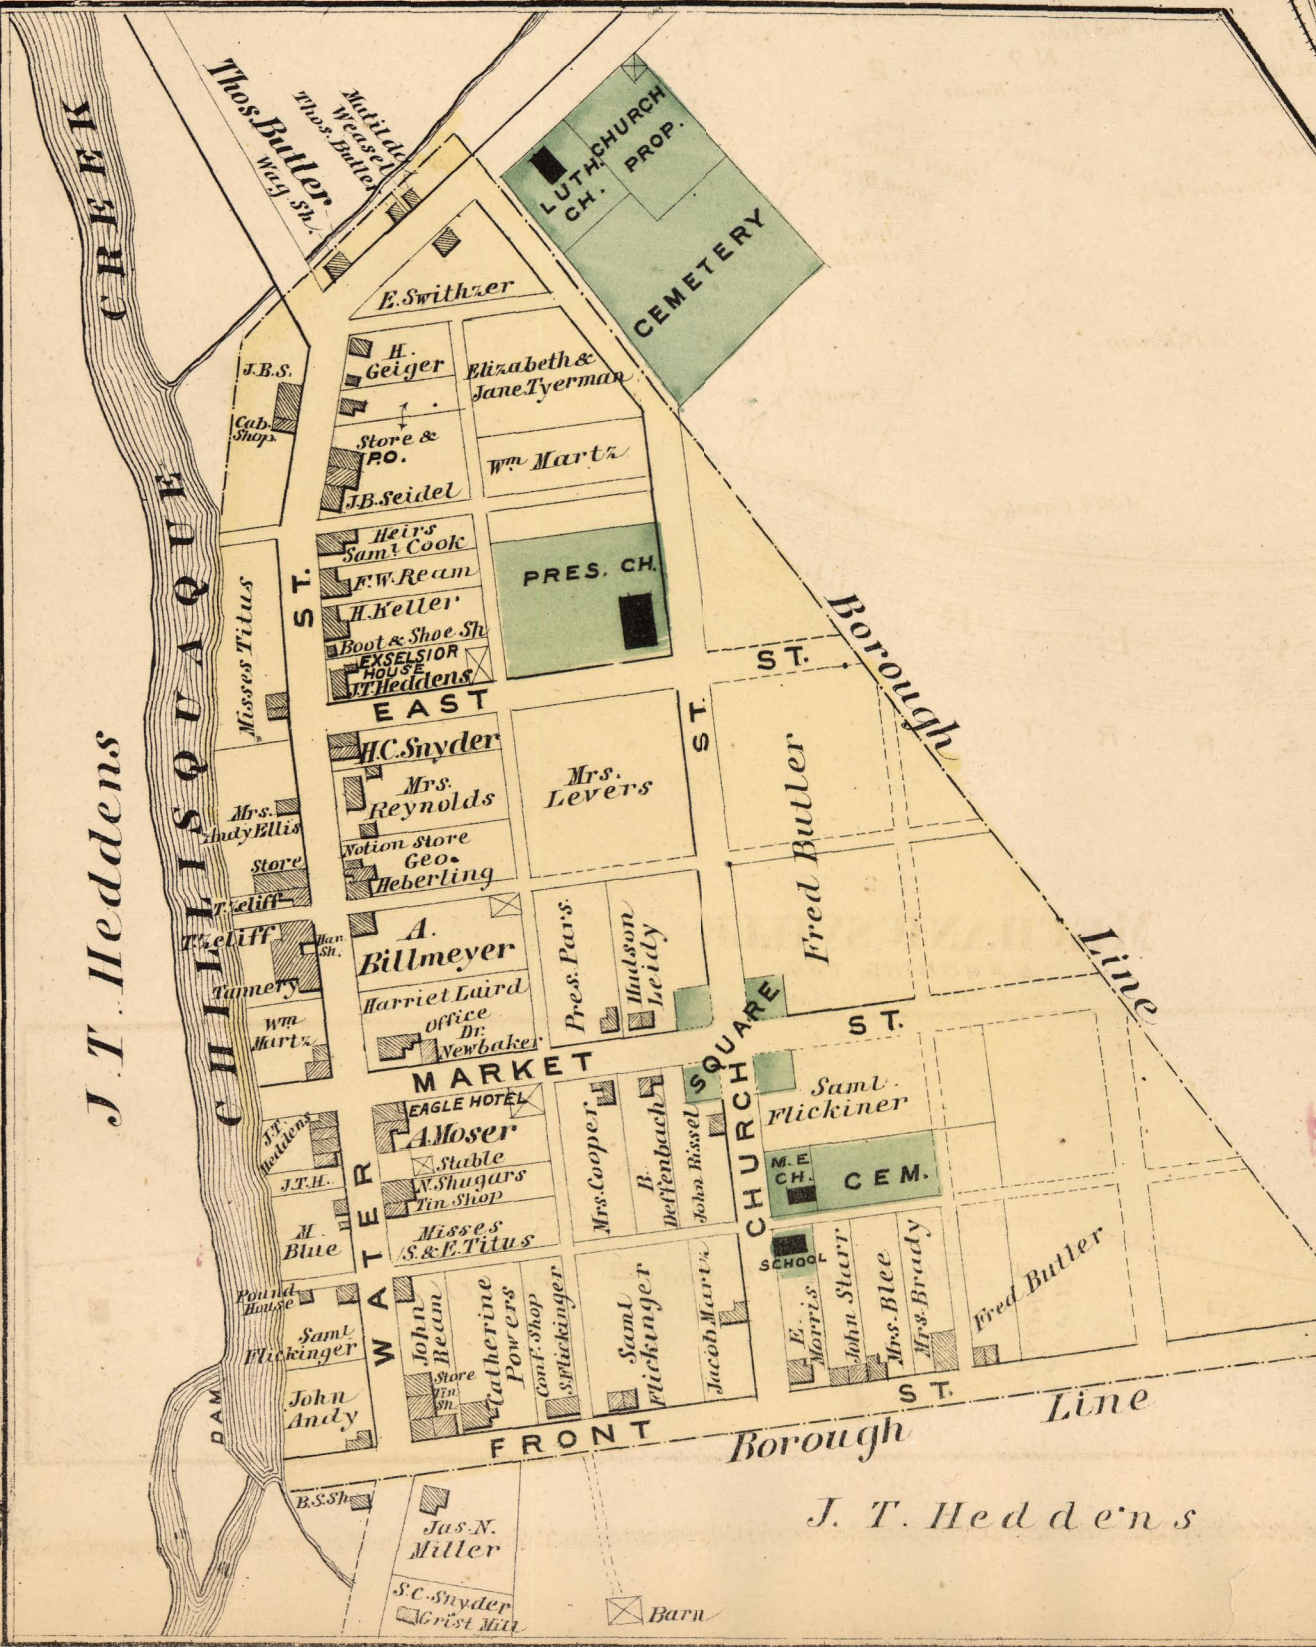 Thos. Butler
Wag Sh.
Matilda
Weasel
Thos. Butler
LUTH.
CH.
CHURCH
PROP.
CEMETERY
CREEK
CHILLISQUAQUE
E. Swithzer
J.B.S.
Cab.
Shop.
H.
Geiger
Elizabeth &
Jane Tyerman
Store &
P.O.
J.B. Seidel
Wm Martz
Heirs
Saml Cook
F.W. Ream
H. Keller
Boot & Shoe Sh
EXSELSIOR
HOUSE
J.T. Heddens
PRES. CH.
Misses Titus
WATER ST.
EAST ST.
Borough Line
H.C. Snyder
Mrs.
Reynolds
Notion Store
Geo.
Heberling
Mrs.
Levers
Fred Butler
J. T. Heddens
Mrs.
Andy Ellis
Store
Tannery
Har.
Sh.
Wm
Martz
A.
Billmeyer
Harriet Laird
Office
Dr.
Newbaker
Pres. Pars.
Hudson
Leidy
SQUARE
MARKET ST.
CHURCH ST.
EAGLE HOTEL
A. Moser
Stable
N. Shugars
Tin Shop
Misses
S. & E. Titus
Mrs. Cooper
B.
Deffenbach
John Rissel
Saml.
Flickiner
M.E.
CH.
CEM.
SCHOOL
J.T.
Heddens
J.T.H.
M
Blue
Pound
House
Saml
Flickinger
John
Andy
DAM
John
Ream
Store
Tin
Sh.
Catherine
Powers
Conf. Shop
S. Flickinger
Saml
Flickinger
Jacob Martz
E.
Morris
John Starr
Mrs. Blee
Mrs. Brady
Fred Butler
FRONT ST.
Borough Line
B.S. Sh.
Jas. N.
Miller
S.C. Snyder
Grist Mill
Barn
J. T. Heddens